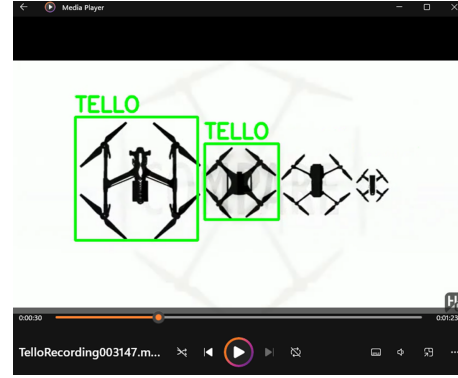 Media Player
TELLO
TELLO
0:00:30
0:01:23
TelloRecording003147.m...